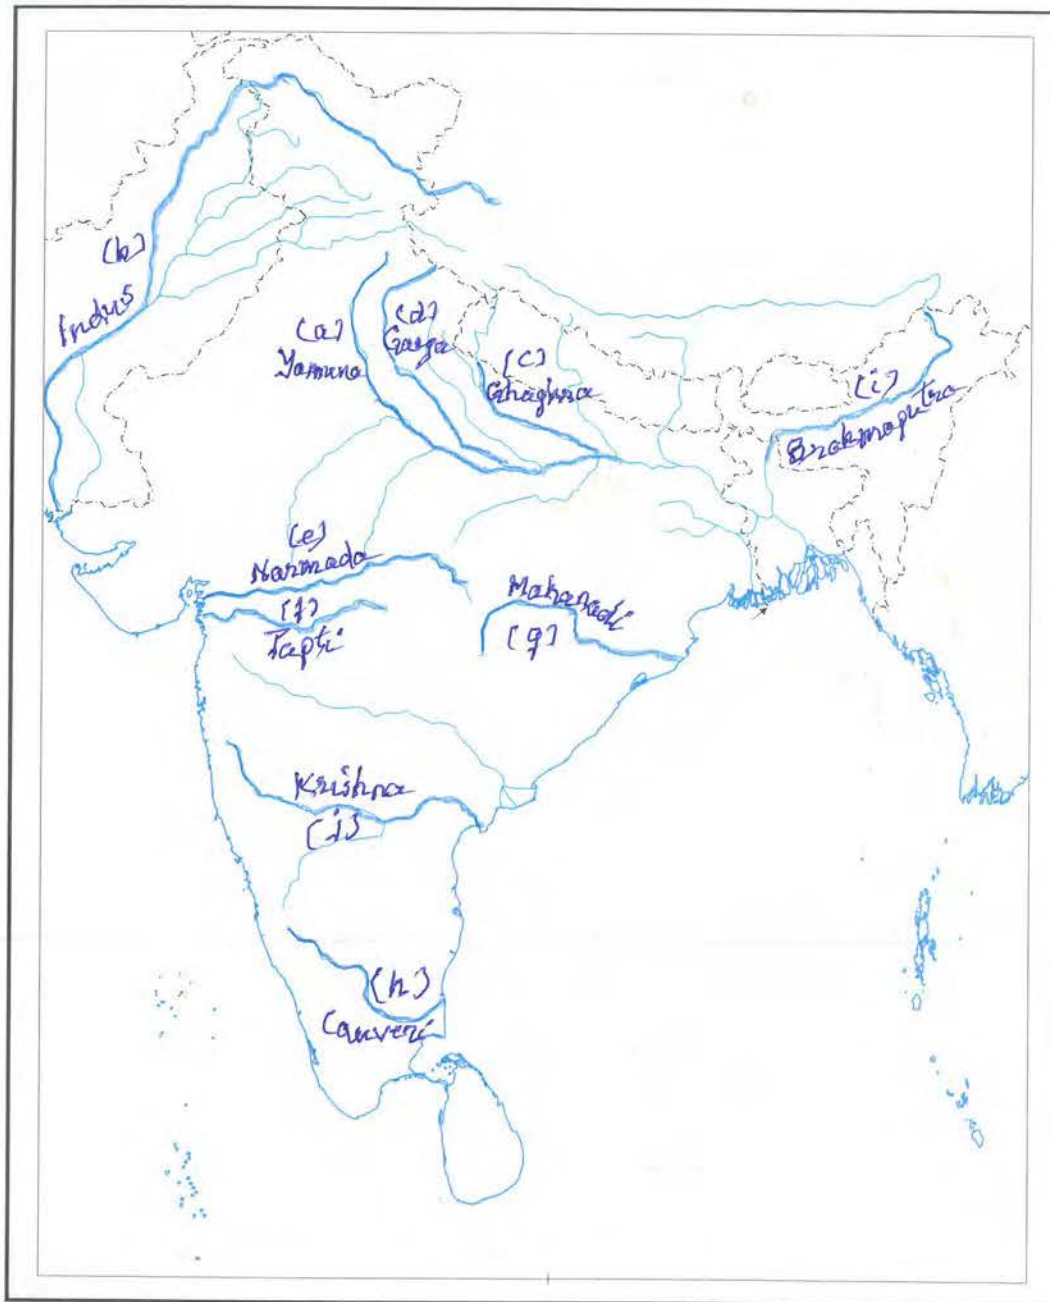 (b)
Indus
(a)
Yamuna
(d)
Ganga
(c)
Ghaghra
(i)
Brahmaputra
(e)
Narmada
(f)
Tapti
Mahanadi
(g)
Krishna
(j)
(h)
Cauveri